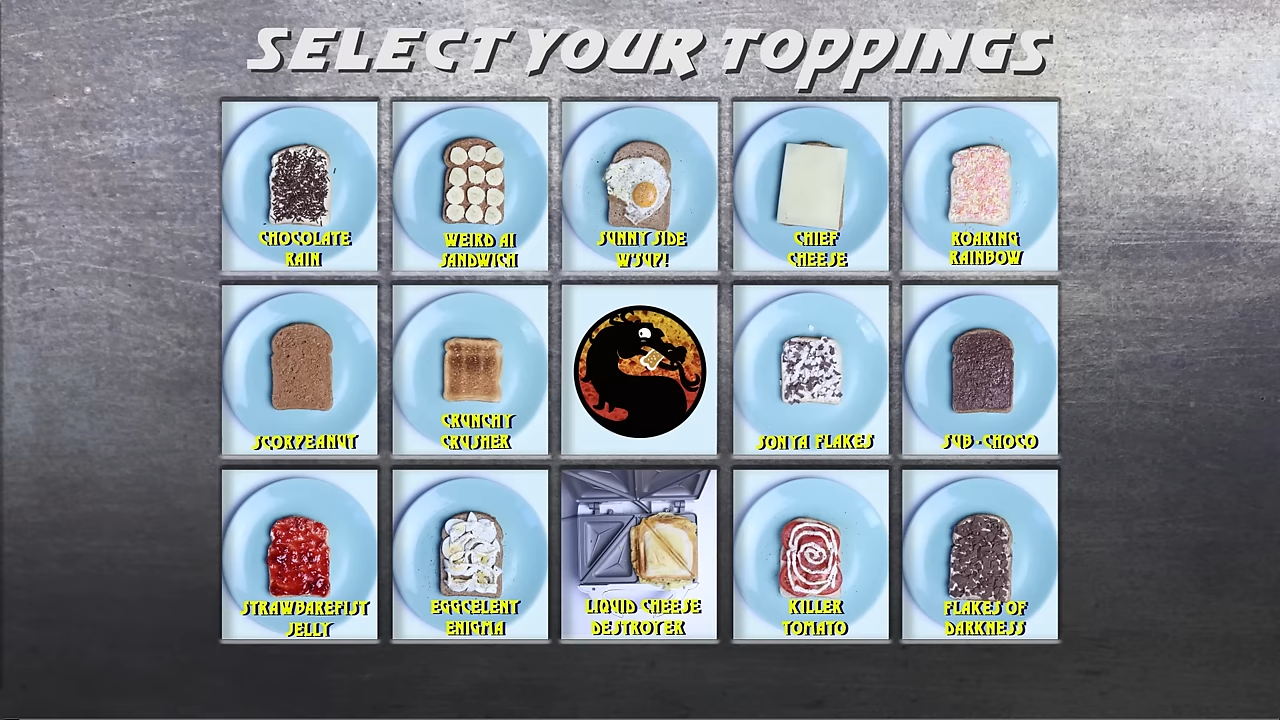 SELECT YOUR TOPPINGS
CHOCOLATE
RAIN
WEIRD AI
SANDWICH
SUNNY SIDE
W'SUP!
CHIEF
CHEESE
ROARING
RAINBOW
SCORPEANUT
CRUNCHY
CRUSHER
SONYA FLAKES
SUB-CHOCO
STRAWBAREFIST
JELLY
EGGCELENT
ENIGMA
LIQUID CHEESE
DESTROYER
KILLER
TOMATO
FLAKES OF
DARKNESS